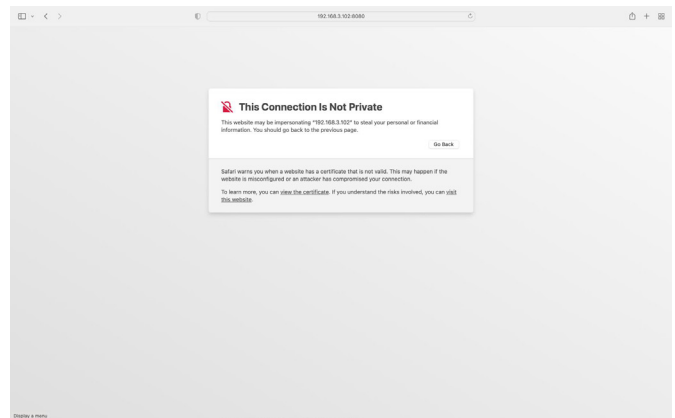 192.168.3.102:6080
This Connection Is Not Private
This website may be impersonating "192.168.3.102" to steal your personal or financial
information. You should go back to the previous page.
Go Back
Safari warns you when a website has a certificate that is not valid. This may happen if the
website is misconfigured or an attacker has compromised your connection.
To learn more, you can view the certificate. If you understand the risks involved, you can visit
this website.
Display a menu